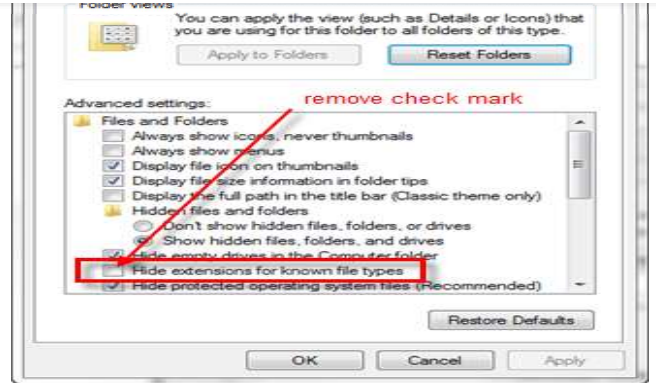 Folder views
You can apply the view (such as Details or Icons) that
you are using for this folder to all folders of this type.
Apply to Folders
Reset Folders
Advanced settings:
remove check mark
Files and Folders
Always show icons, never thumbnails
Always show menus
Display file icon on thumbnails
Display file size information in folder tips
Display the full path in the title bar (Classic theme only)
Hidden files and folders
Don't show hidden files, folders, or drives
Show hidden files, folders, and drives
Hide empty drives in the Computer folder
Hide extensions for known file types
Hide protected operating system files (Recommended)
Restore Defaults
OK
Cancel
Apply